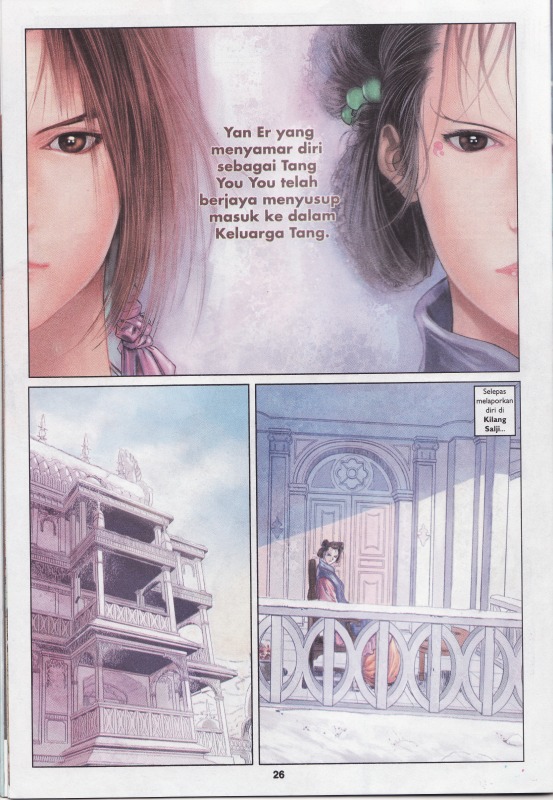 Yan Er yang
menyamar diri
sebagai Tang
You You telah
berjaya menyusup
masuk ke dalam
Keluarga Tang.
Selepas
melaporkan
diri di
Kilang
Salji...
26